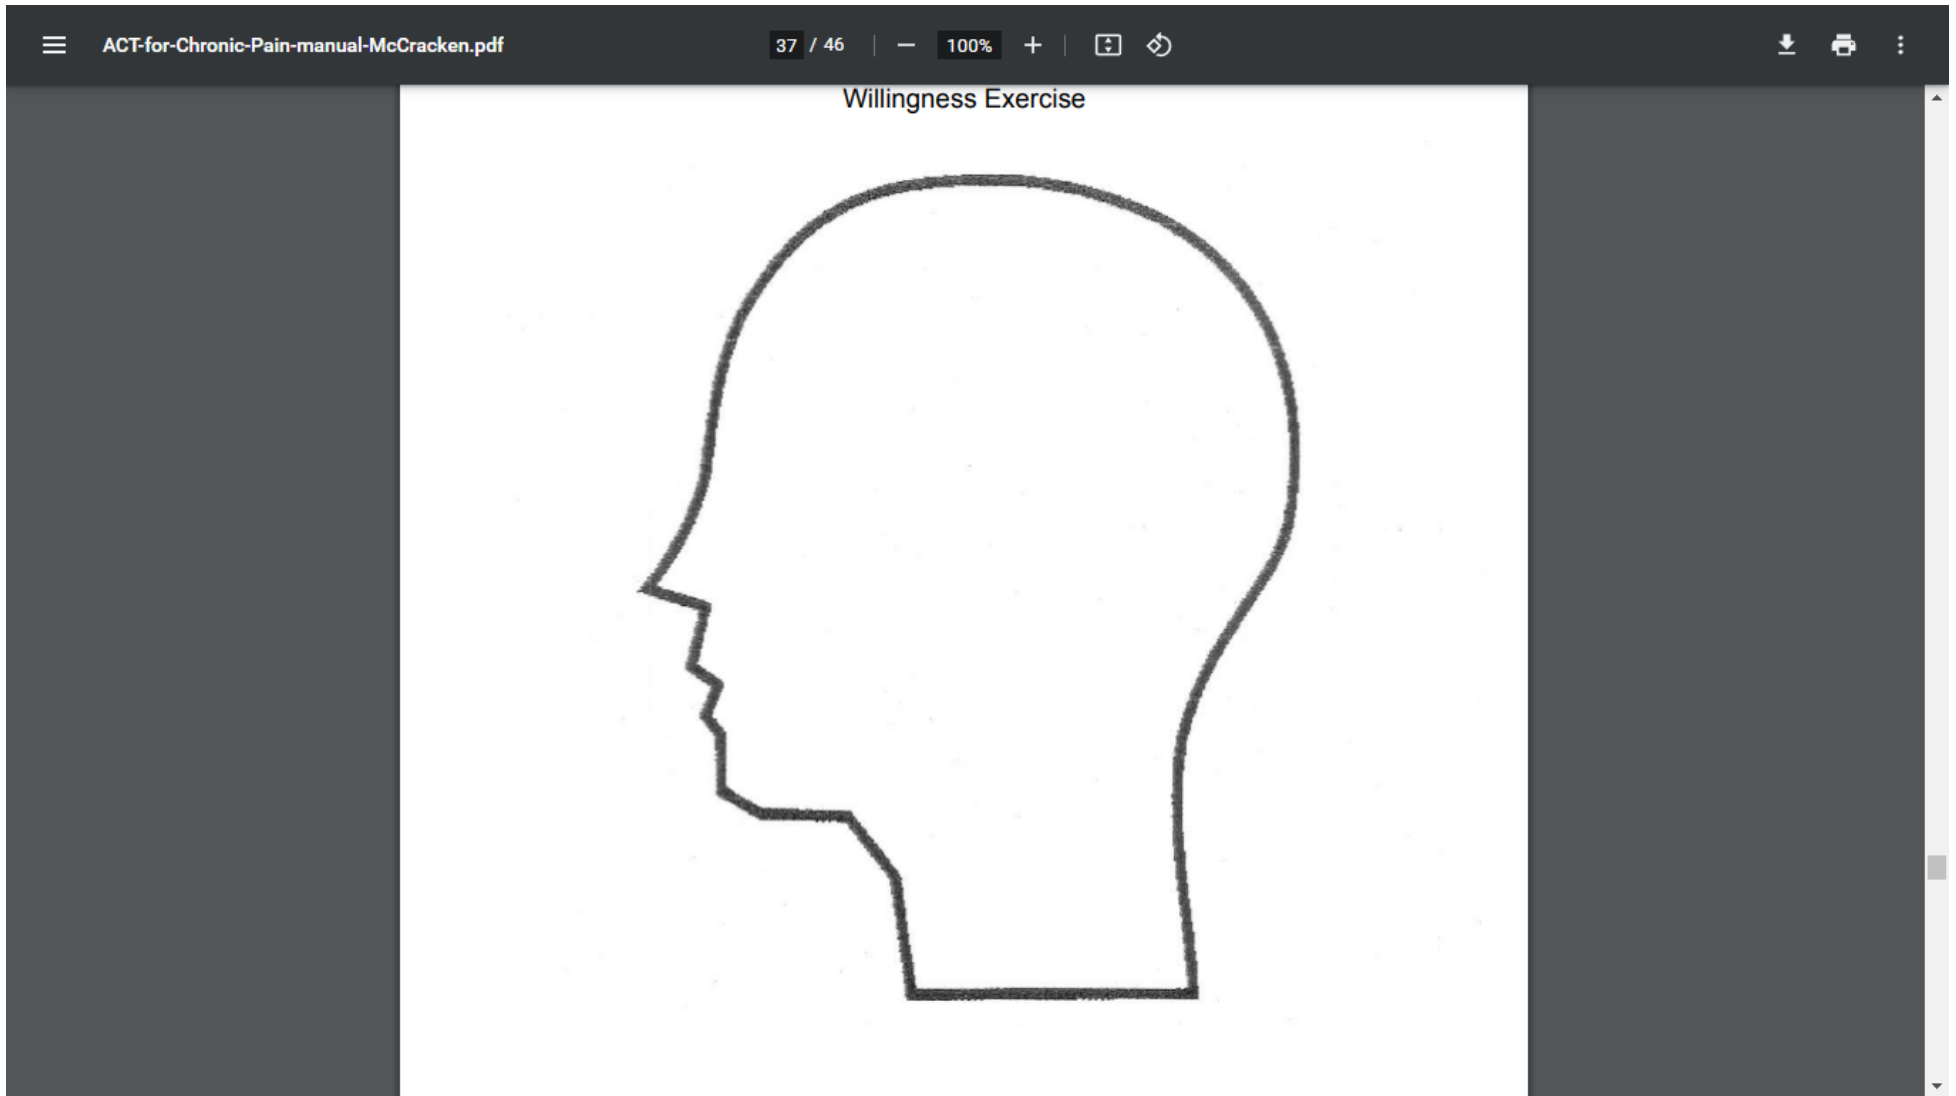 ACT-for-Chronic-Pain-manual-McCracken.pdf 37 / 46 100%
Willingness Exercise